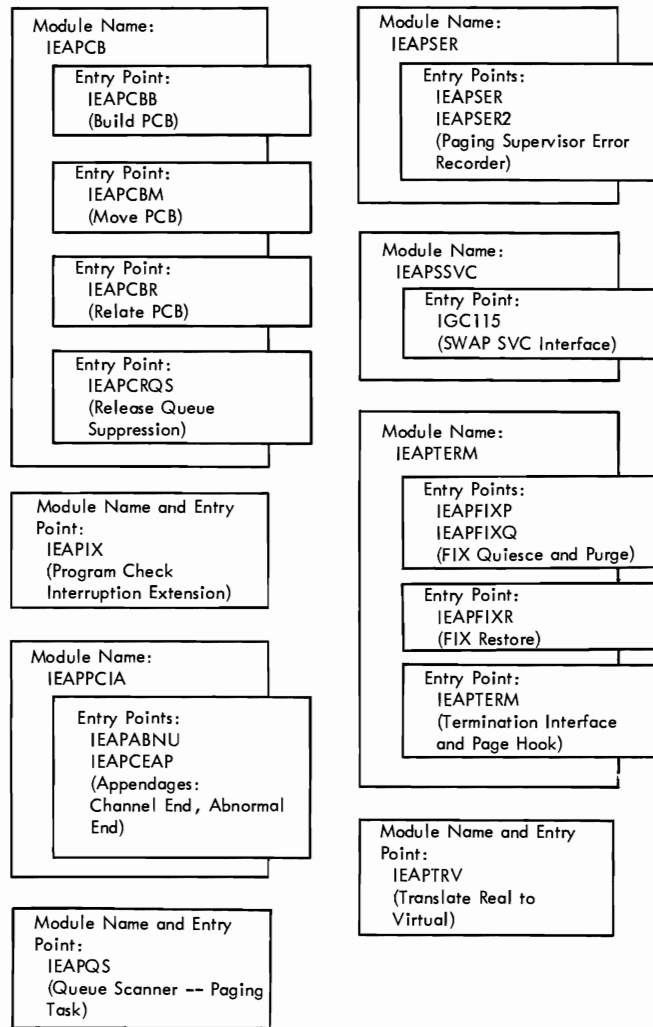 Module Name:
IEAPCB
Entry Point:
IEAPCBB
(Build PCB)
Entry Point:
IEAPCBM
(Move PCB)
Entry Point:
IEAPCBR
(Relate PCB)
Entry Point:
IEAPCRQS
(Release Queue
Suppression)
Module Name and Entry
Point:
IEAPIX
(Program Check
Interruption Extension)
Module Name:
IEAPPCIA
Entry Points:
IEAPABNU
IEAPCEAP
(Appendages:
Channel End, Abnormal
End)
Module Name and Entry
Point:
IEAPQS
(Queue Scanner -- Paging
Task)
Module Name:
IEAPSER
Entry Points:
IEAPSER
IEAPSER2
(Paging Supervisor Error
Recorder)
Module Name:
IEAPSSVC
Entry Point:
IGC115
(SWAP SVC Interface)
Module Name:
IEAPTERM
Entry Points:
IEAPFIXP
IEAPFIXQ
(FIX Quiesce and Purge)
Entry Point:
IEAPFIXR
(FIX Restore)
Entry Point:
IEAPTERM
(Termination Interface
and Page Hook)
Module Name and Entry
Point:
IEAPTRV
(Translate Real to
Virtual)